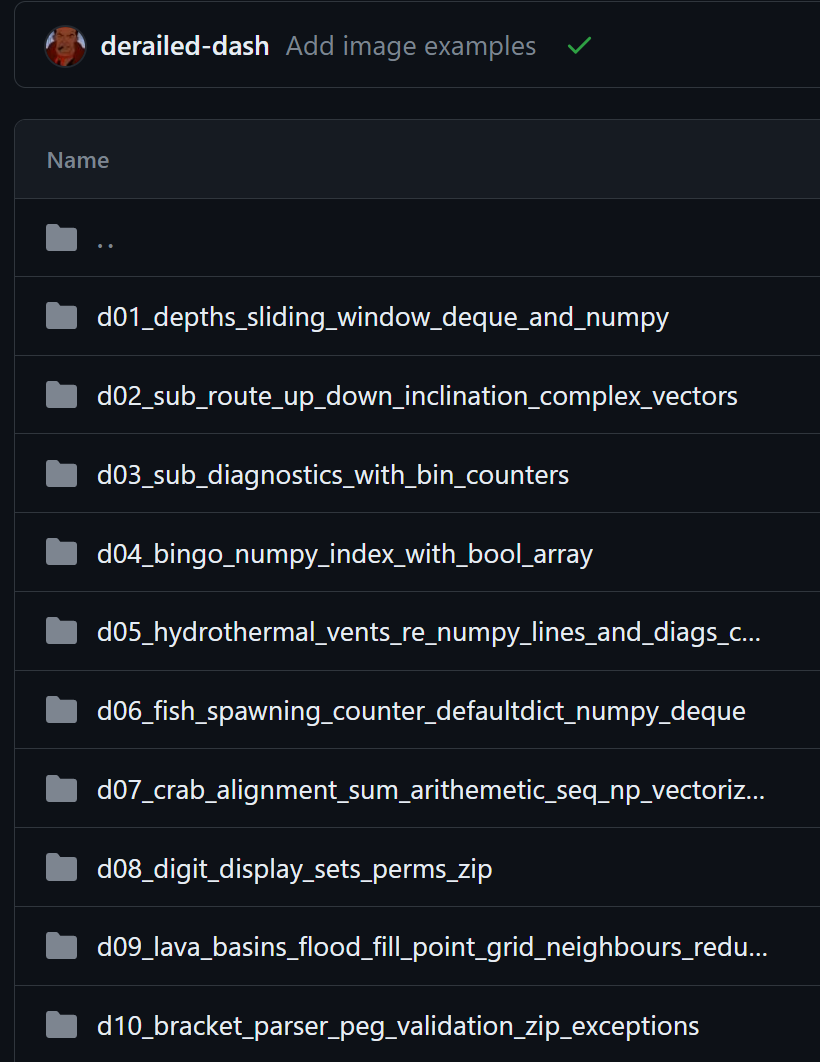 derailed-dash Add image examples
Name
..
d01_depths_sliding_window_deque_and_numpy
d02_sub_route_up_down_inclination_complex_vectors
d03_sub_diagnostics_with_bin_counters
d04_bingo_numpy_index_with_bool_array
d05_hydrothermal_vents_re_numpy_lines_and_diags_c...
d06_fish_spawning_counter_defaultdict_numpy_deque
d07_crab_alignment_sum_arithemetic_seq_np_vectoriz...
d08_digit_display_sets_perms_zip
d09_lava_basins_flood_fill_point_grid_neighbours_redu...
d10_bracket_parser_peg_validation_zip_exceptions